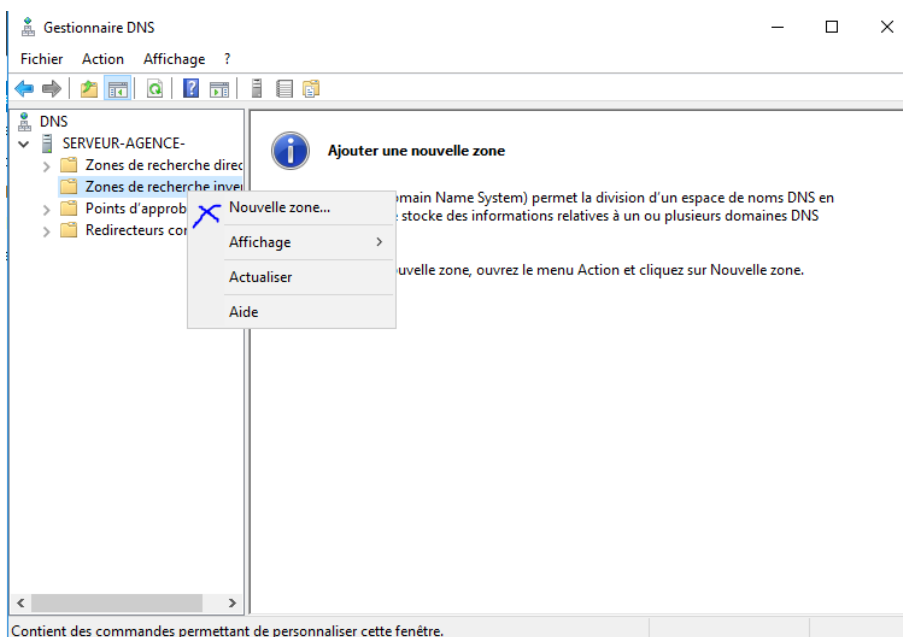 Gestionnaire DNS
Fichier Action Affichage ?
DNS
SERVEUR-AGENCE-
Zones de recherche direc
Zones de recherche inver
Points d'approb
Redirecteurs cor
Nouvelle zone...
Affichage
Actualiser
Aide
Ajouter une nouvelle zone
omain Name System) permet la division d'un espace de noms DNS en
e stocke des informations relatives à un ou plusieurs domaines DNS
ouvelle zone, ouvrez le menu Action et cliquez sur Nouvelle zone.
Contient des commandes permettant de personnaliser cette fenêtre.